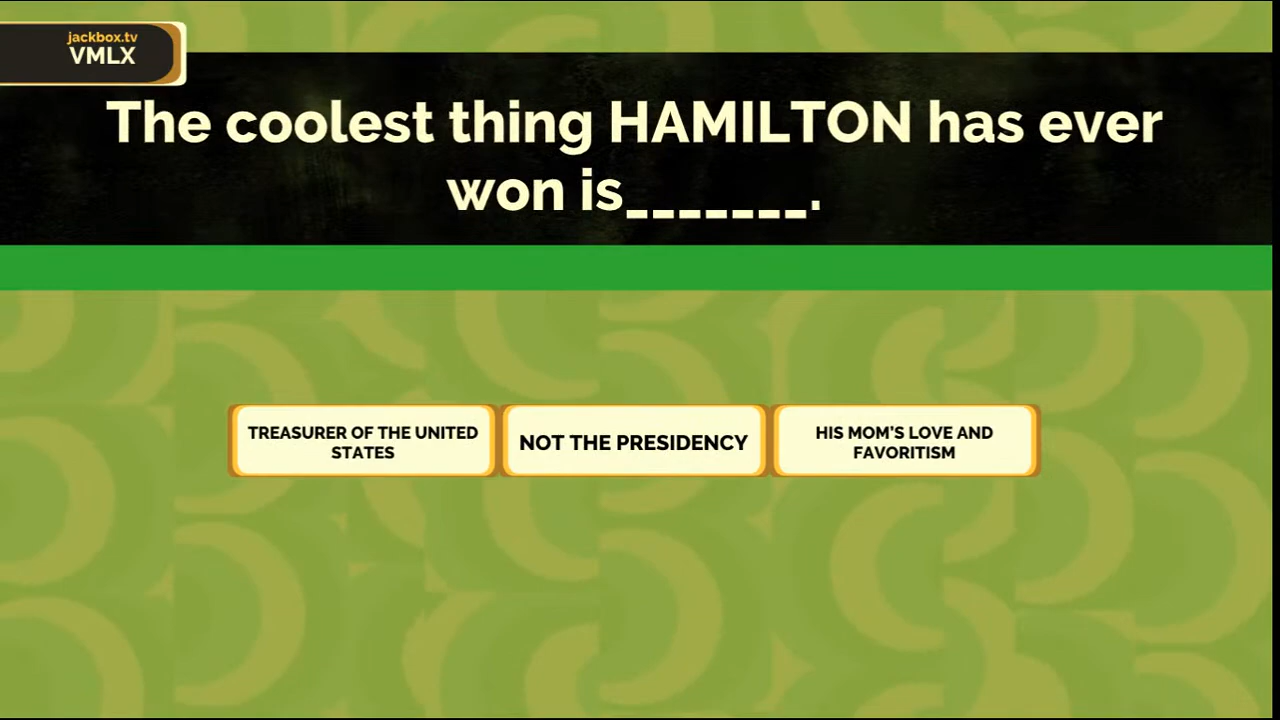 jackbox.tv
VMLX
The coolest thing HAMILTON has ever
won is_______.
TREASURER OF THE UNITED
STATES
NOT THE PRESIDENCY
HIS MOM'S LOVE AND
FAVORITISM